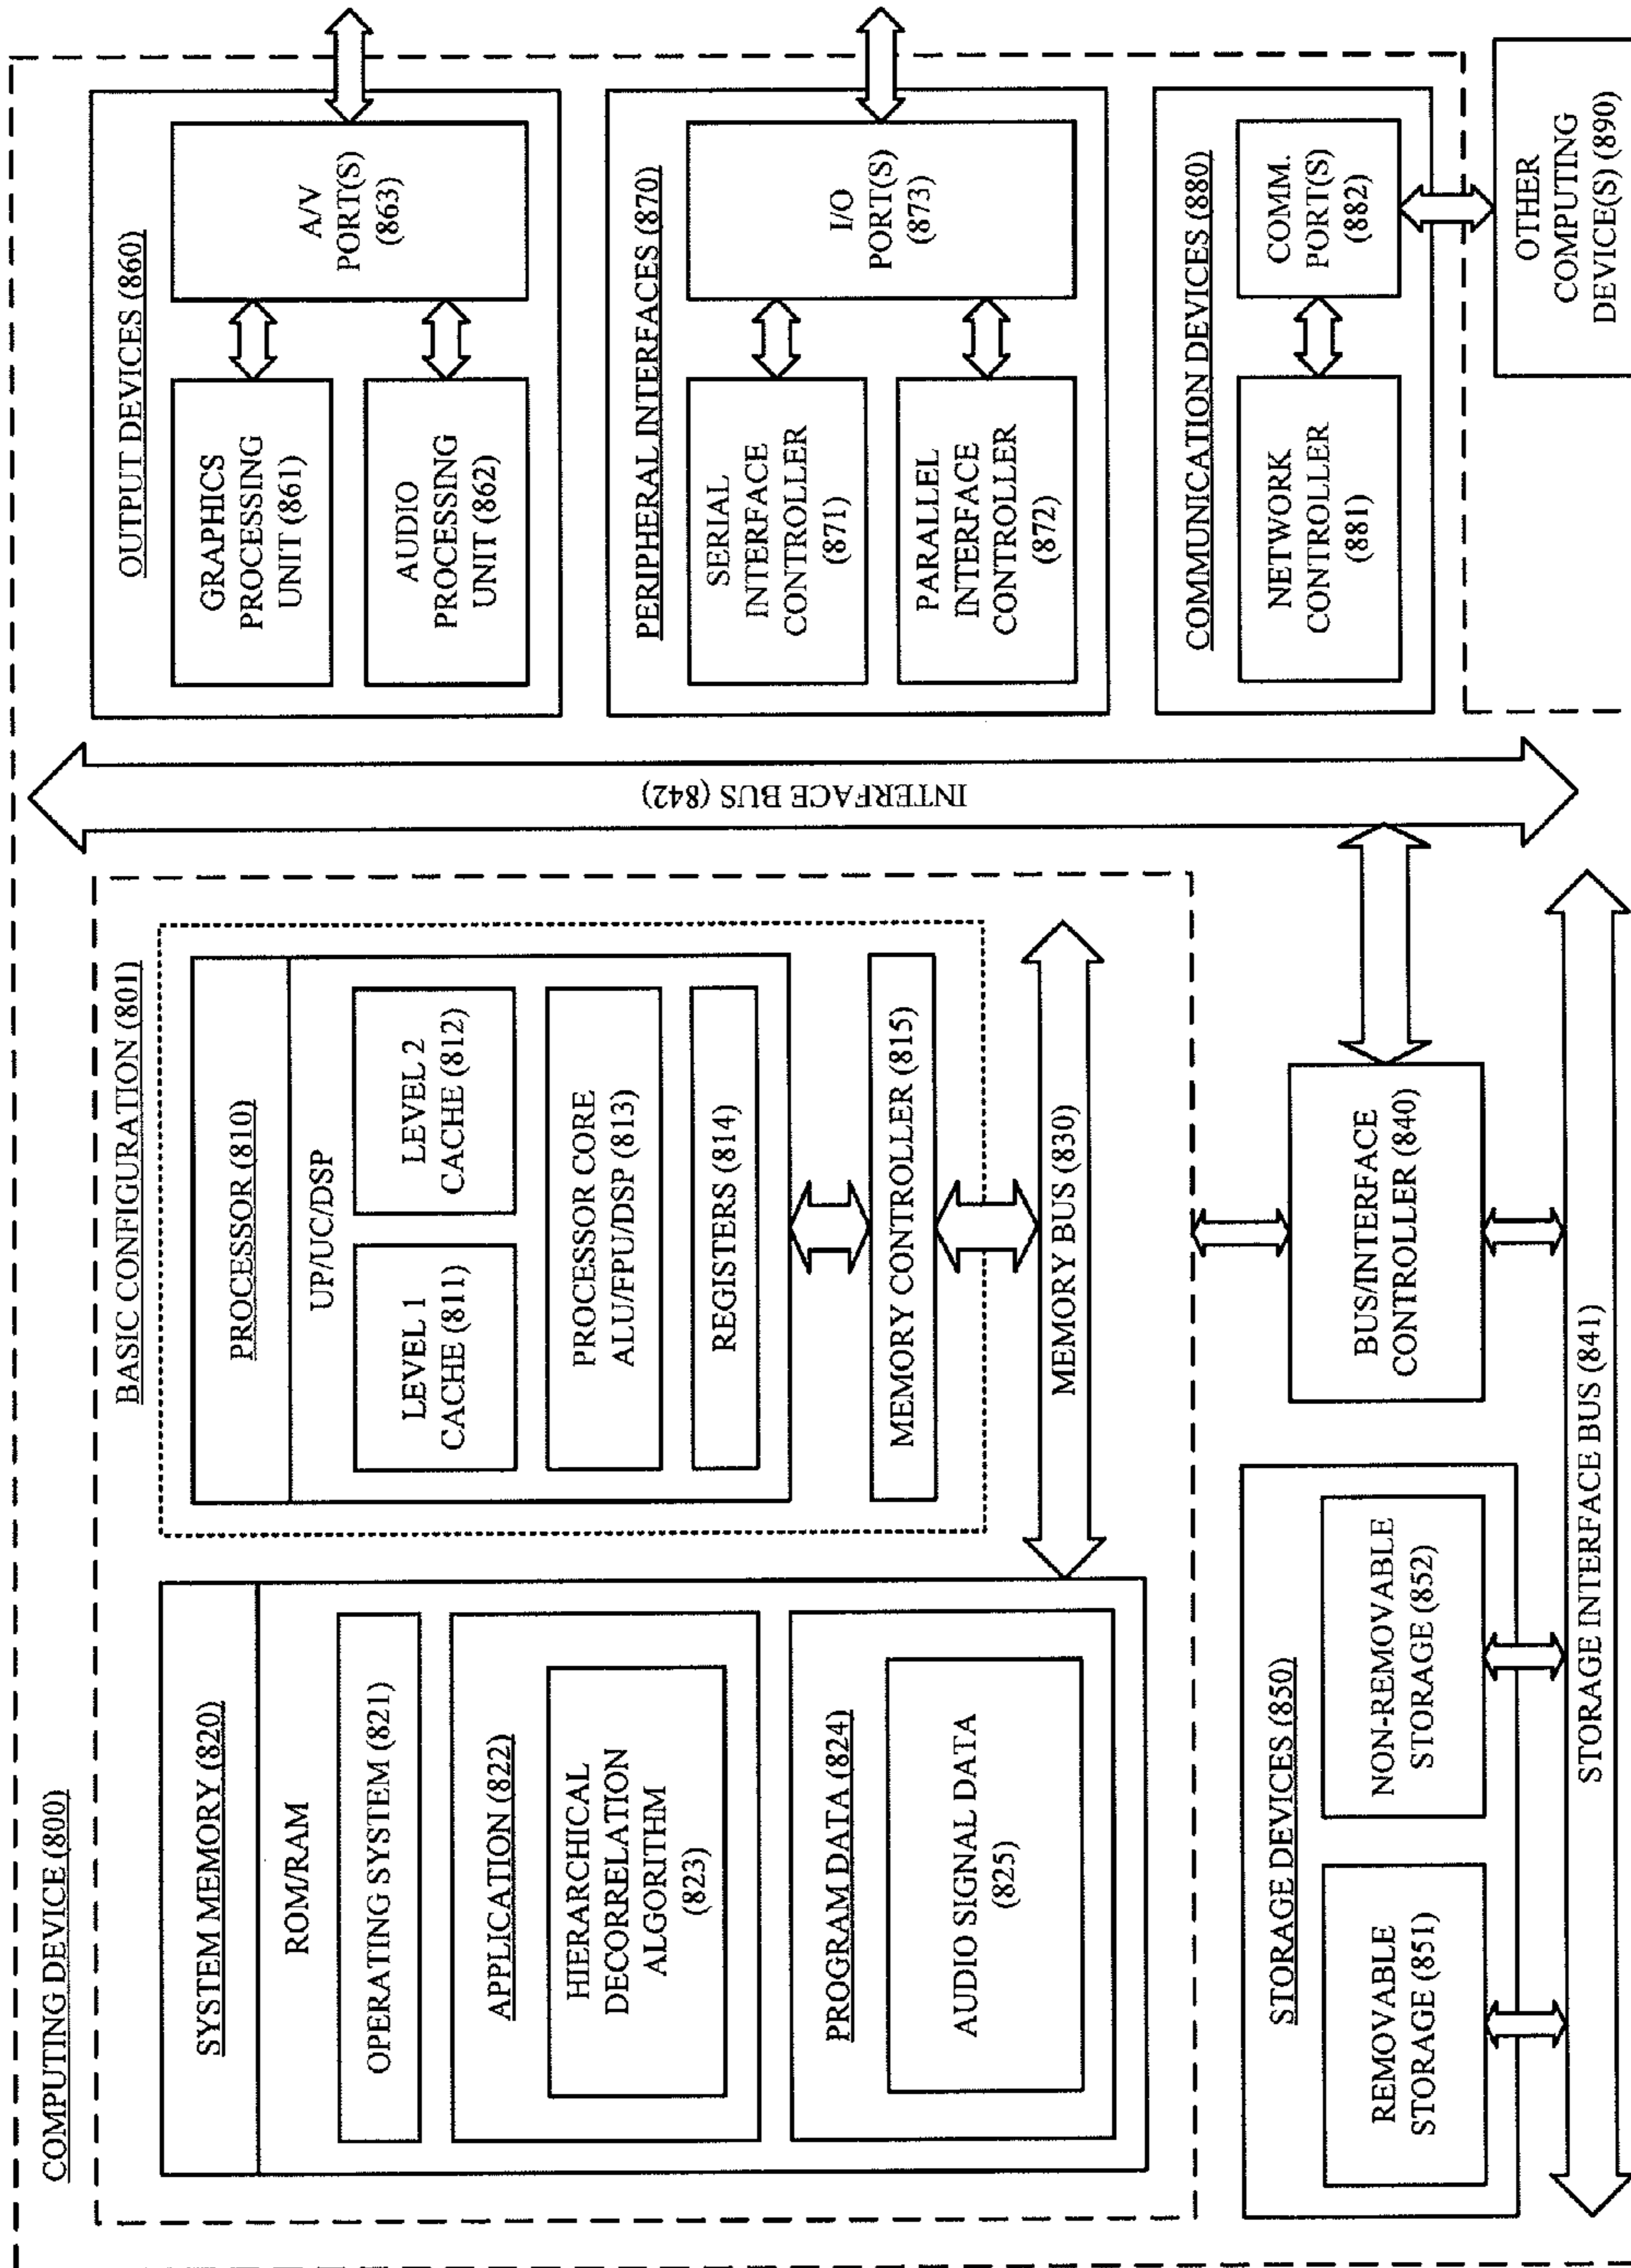 COMPUTING DEVICE (800)
BASIC CONFIGURATION (801)
SYSTEM MEMORY (820)
ROM/RAM
OPERATING SYSTEM (821)
APPLICATION (822)
HIERARCHICAL
DECORRELATION
ALGORITHM
(823)
PROGRAM DATA (824)
AUDIO SIGNAL DATA
(825)
PROCESSOR (810)
UP/UC/DSP
LEVEL 1
CACHE (811)
LEVEL 2
CACHE (812)
PROCESSOR CORE
ALU/FPU/DSP (813)
REGISTERS (814)
MEMORY CONTROLLER (815)
MEMORY BUS (830)
BUS/INTERFACE
CONTROLLER (840)
STORAGE DEVICES (850)
REMOVABLE
STORAGE (851)
NON-REMOVABLE
STORAGE (852)
STORAGE INTERFACE BUS (841)
INTERFACE BUS (842)
OUTPUT DEVICES (860)
GRAPHICS
PROCESSING
UNIT (861)
AUDIO
PROCESSING
UNIT (862)
A/V
PORT(S)
(863)
PERIPHERAL INTERFACES (870)
SERIAL
INTERFACE
CONTROLLER
(871)
PARALLEL
INTERFACE
CONTROLLER
(872)
I/O
PORT(S)
(873)
COMMUNICATION DEVICES (880)
NETWORK
CONTROLLER
(881)
COMM.
PORT(S)
(882)
OTHER
COMPUTING
DEVICE(S) (890)